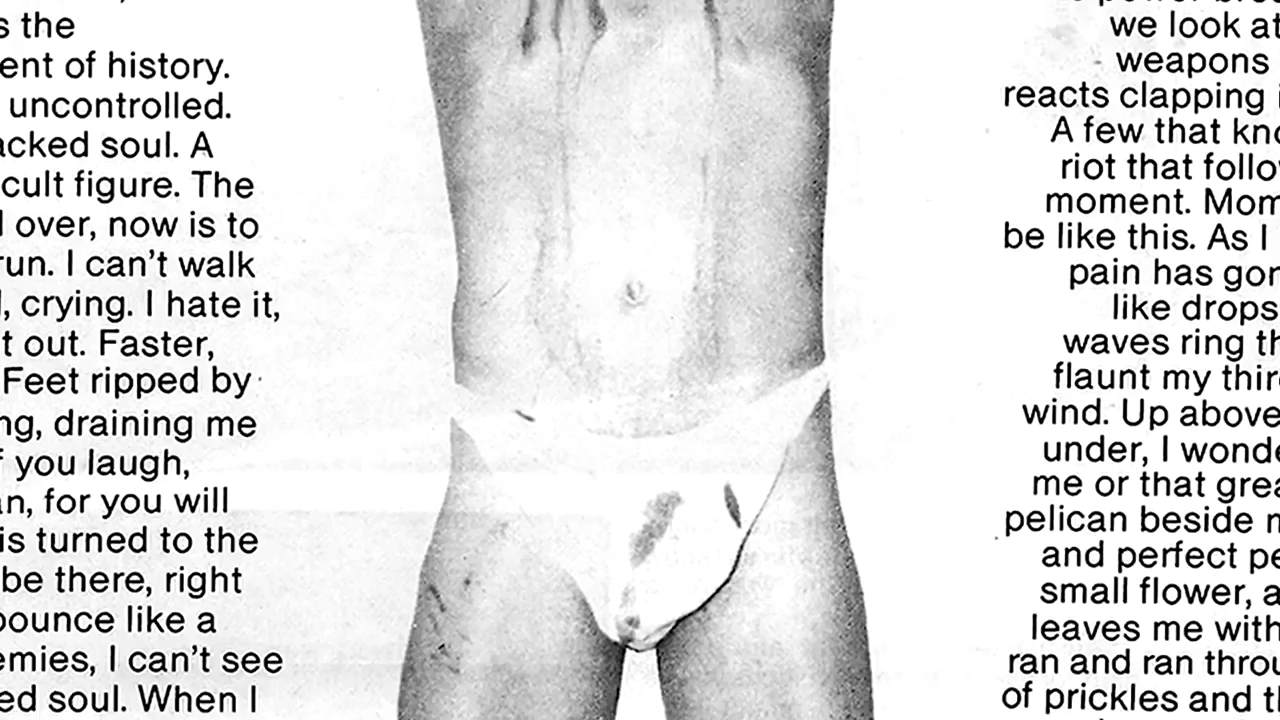 s the
ent of history.
uncontrolled.
acked soul. A
cult figure. The
over, now is to
run. I can't walk
, crying. I hate it,
t out. Faster,
Feet ripped by
ng, draining me
f you laugh,
an, for you will
is turned to the
be there, right
bounce like a
emies, I can't see
ed soul. When I
we look at
weapons
reacts clapping i
A few that kno
riot that follo
moment. Mom
be like this. As I
pain has gon
like drops
waves ring th
flaunt my thir
wind. Up above
under, I wonde
me or that grea
pelican beside m
and perfect pe
small flower, a
leaves me with
ran and ran throu
of prickles and th